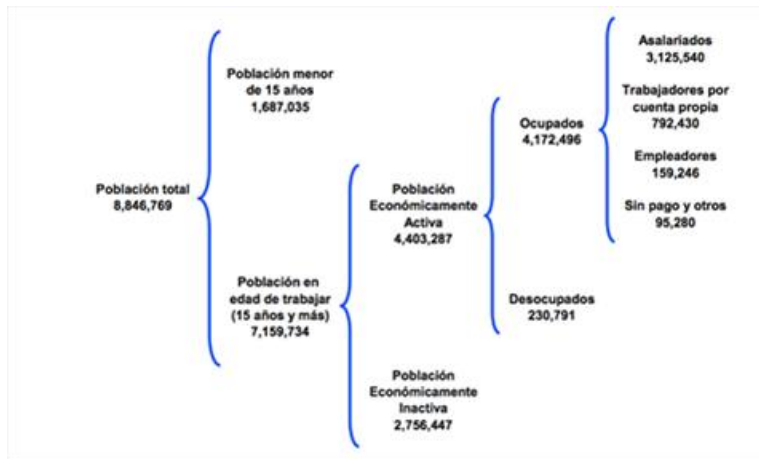 Población total
8,846,769
Población menor
de 15 años
1,687,035
Población en
edad de trabajar
(15 años y más)
7,159,734
Población
Económicamente
Activa
4,403,287
Población
Económicamente
Inactiva
2,756,447
Ocupados
4,172,496
Desocupados
230,791
Asalariados
3,125,540
Trabajadores por
cuenta propia
792,430
Empleadores
159,246
Sin pago y otros
95,280